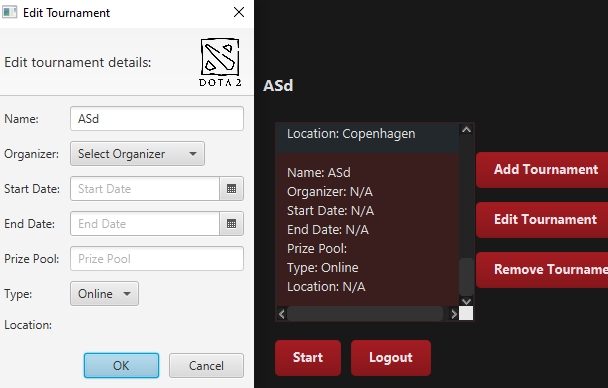 Edit Tournament
Edit tournament details:
DOTA 2
Name: ASd
Organizer: Select Organizer
Start Date: Start Date
End Date: End Date
Prize Pool: Prize Pool
Type: Online
Location:
OK Cancel
ASd
Location: Copenhagen
Name: ASd
Organizer: N/A
Start Date: N/A
End Date: N/A
Prize Pool:
Type: Online
Location: N/A
Add Tournament
Edit Tournament
Remove Tourname
Start Logout